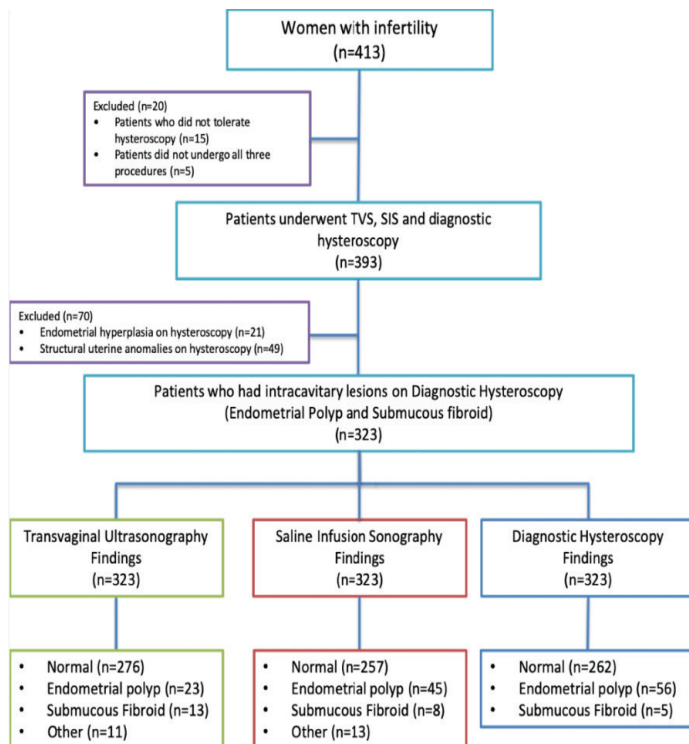 Women with infertility
(n=413)
Excluded (n=20)
• Patients who did not tolerate
hysteroscopy (n=15)
• Patients did not undergo all three
procedures (n=5)
Patients underwent TVS, SIS and diagnostic
hysteroscopy
(n=393)
Excluded (n=70)
• Endometrial hyperplasia on hysteroscopy (n=21)
• Structural uterine anomalies on hysteroscopy (n=49)
Patients who had intracavitary lesions on Diagnostic Hysteroscopy
(Endometrial Polyp and Submucous fibroid)
(n=323)
Transvaginal Ultrasonography
Findings
(n=323)
Saline Infusion Sonography
Findings
(n=323)
Diagnostic Hysteroscopy
Findings
(n=323)
• Normal (n=276)
• Endometrial polyp (n=23)
• Submucous Fibroid (n=13)
• Other (n=11)
• Normal (n=257)
• Endometrial polyp (n=45)
• Submucous Fibroid (n=8)
• Other (n=13)
• Normal (n=262)
• Endometrial polyp (n=56)
• Submucous Fibroid (n=5)